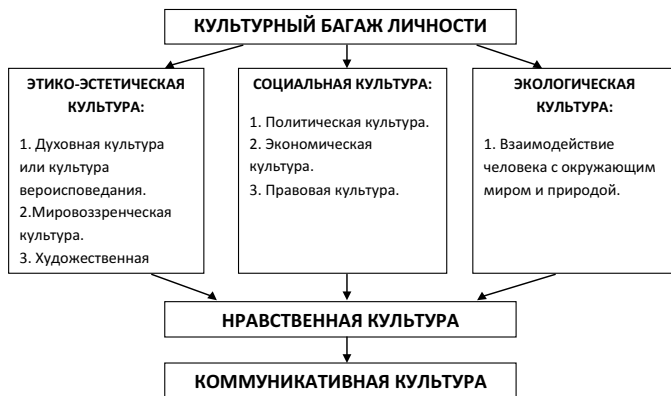 КУЛЬТУРНЫЙ БАГАЖ ЛИЧНОСТИ
ЭТИКО-ЭСТЕТИЧЕСКАЯ
КУЛЬТУРА:
1. Духовная культура
или культура
вероисповедания.
2.Мировоззренческая
культура.
3. Художественная
СОЦИАЛЬНАЯ КУЛЬТУРА:
1. Политическая культура.
2. Экономическая
культура.
3. Правовая культура.
ЭКОЛОГИЧЕСКАЯ
КУЛЬТУРА:
1. Взаимодействие
человека с окружающим
миром и природой.
НРАВСТВЕННАЯ КУЛЬТУРА
КОММУНИКАТИВНАЯ КУЛЬТУРА